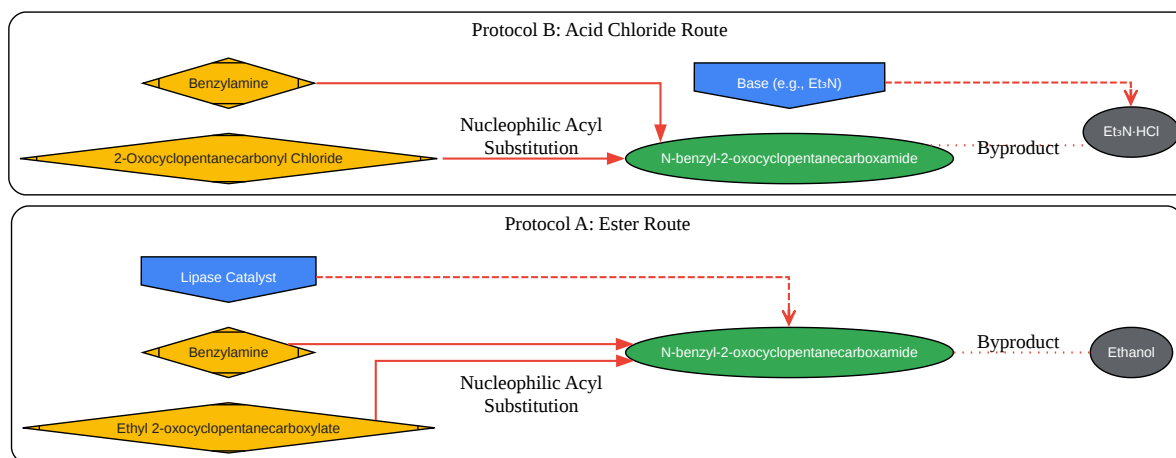 Protocol B: Acid Chloride Route
Benzylamine
Base (e.g., Et₃N)
Et₃N·HCl
2-Oxocyclopentanecarbonyl Chloride
Nucleophilic Acyl
Substitution
N-benzyl-2-oxocyclopentanecarboxamide
Byproduct
Protocol A: Ester Route
Lipase Catalyst
Benzylamine
N-benzyl-2-oxocyclopentanecarboxamide
Byproduct
Ethanol
Nucleophilic Acyl
Substitution
Ethyl 2-oxocyclopentanecarboxylate